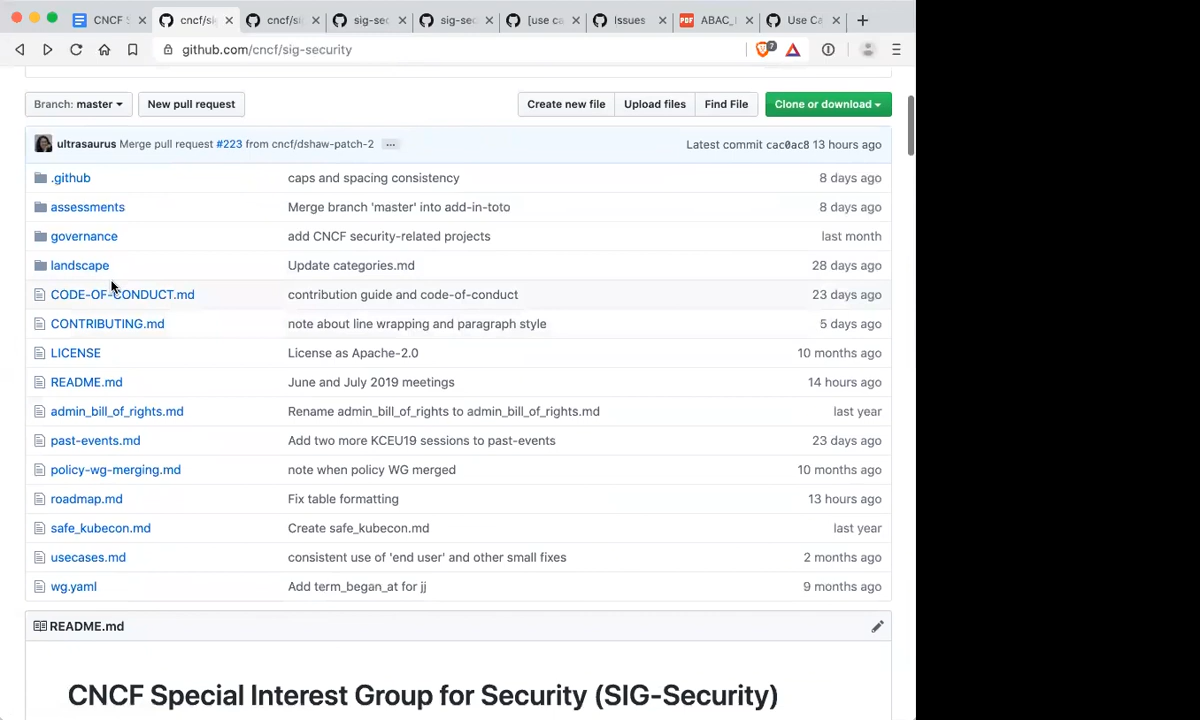 CNCF S
cncf/si
cncf/si
sig-sec
sig-sec
[use ca
Issues
PDF ABAC_
Use Ca
github.com/cncf/sig-security
7
Branch: master
New pull request
Create new file
Upload files
Find File
Clone or download
ultrasaurus Merge pull request #223 from cncf/dshaw-patch-2 ...
Latest commit cac0ac8 13 hours ago
.github caps and spacing consistency 8 days ago
assessments Merge branch 'master' into add-in-toto 8 days ago
governance add CNCF security-related projects last month
landscape Update categories.md 28 days ago
CODE-OF-CONDUCT.md contribution guide and code-of-conduct 23 days ago
CONTRIBUTING.md note about line wrapping and paragraph style 5 days ago
LICENSE License as Apache-2.0 10 months ago
README.md June and July 2019 meetings 14 hours ago
admin_bill_of_rights.md Rename admin_bill_of_rights to admin_bill_of_rights.md last year
past-events.md Add two more KCEU19 sessions to past-events 23 days ago
policy-wg-merging.md note when policy WG merged 10 months ago
roadmap.md Fix table formatting 13 hours ago
safe_kubecon.md Create safe_kubecon.md last year
usecases.md consistent use of 'end user' and other small fixes 2 months ago
wg.yaml Add term_began_at for jj 9 months ago
README.md
CNCF Special Interest Group for Security (SIG-Security)